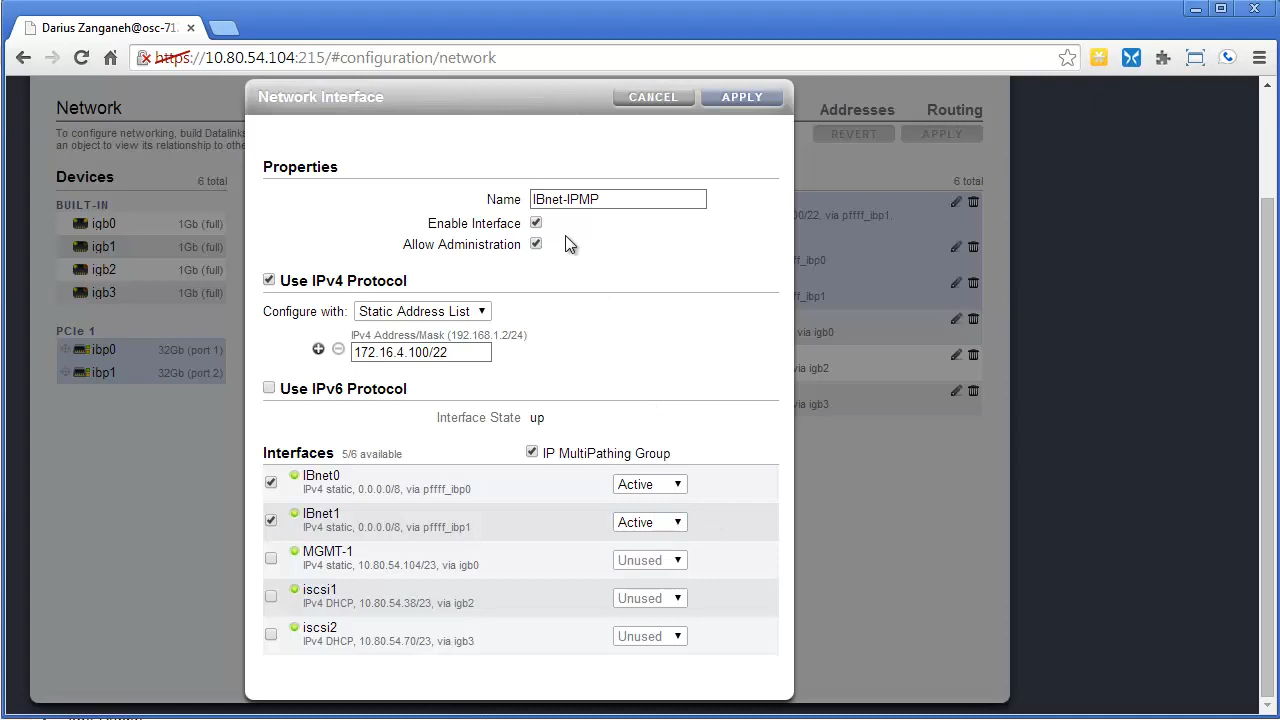 Darius Zanganeh@osc-71
https://10.80.54.104:215/#configuration/network
Network
Addresses Routing
To configure networking, build Datalinks
an object to view its relationship to othe
REVERT APPLY
Network Interface
CANCEL APPLY
Devices 6 total
BUILT-IN
igb0 1Gb (full)
igb1 1Gb (full)
igb2 1Gb (full)
igb3 1Gb (full)
PCIe 1
ibp0 32Gb (port 1)
ibp1 32Gb (port 2)
Properties
Name IBnet-IPMP
Enable Interface
Allow Administration
Use IPv4 Protocol
Configure with: Static Address List
IPv4 Address/Mask (192.168.1.2/24)
172.16.4.100/22
Use IPv6 Protocol
Interface State up
Interfaces 5/6 available IP MultiPathing Group
IBnet0
IPv4 static, 0.0.0.0/8, via pffff_ibp0
Active
IBnet1
IPv4 static, 0.0.0.0/8, via pffff_ibp1
Active
MGMT-1
IPv4 static, 10.80.54.104/23, via igb0
Unused
iscsi1
IPv4 DHCP, 10.80.54.38/23, via igb2
Unused
iscsi2
IPv4 DHCP, 10.80.54.70/23, via igb3
Unused
6 total
00/22, via pffff_ibp1,
ffff_ibp0
ffff_ibp1
via igb0
via igb2
via igb3